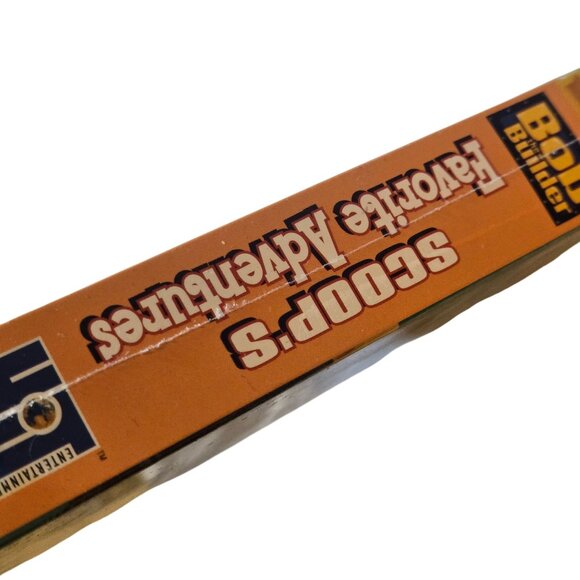 Bob
the
Builder
SCOOP'S
Favorite Adventures